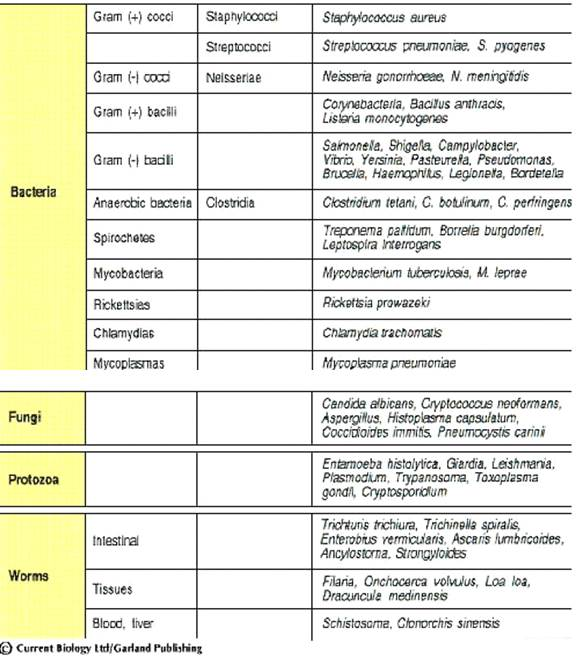 Bacteria
Gram (+) cocci Staphylococci Staphylococcus aureus
Streptococci Streptococcus pneumoniae, S. pyogenes
Gram (-) cocci Neisseriae Neisseria gonorrhoeae, N. meningitidis
Gram (+) bacilli Corynebacteria, Bacillus anthracis,
Listeria monocytogenes
Gram (-) bacilli Salmonella, Shigella, Campylobacter,
Vibrio, Yersinia, Pasteurella, Pseudomonas,
Brucella, Haemophilus, Legionella, Bordetella
Anaerobic bacteria Clostridia Clostridium tetani, C. botulinum, C. perfringens
Spirochetes Treponema pallidum, Borrelia burgdorferi,
Leptospira interrogans
Mycobacteria Mycobacterium tuberculosis, M. leprae
Rickettsias Rickettsia prowazeki
Chlamydias Chlamydia trachomatis
Mycoplasmas Mycoplasma pneumoniae
Fungi Candida albicans, Cryptococcus neoformans,
Aspergillus, Histoplasma capsulatum,
Coccidioides immitis, Pneumocystis carinii
Protozoa Entamoeba histolytica, Giardia, Leishmania,
Plasmodium, Trypanosoma, Toxoplasma
gondii, Cryptosporidium
Worms
Intestinal Trichturis trichiura, Trichinella spiralis,
Enterobius vermicularis, Ascaris lumbricoides,
Ancylostoma, Strongyloides
Tissues Filaria, Onchocerca volvulus, Loa loa,
Dracuncula medinensis
Blood, liver Schistosoma, Clonorchis sinensis
© Current Biology Ltd/Garland Publishing